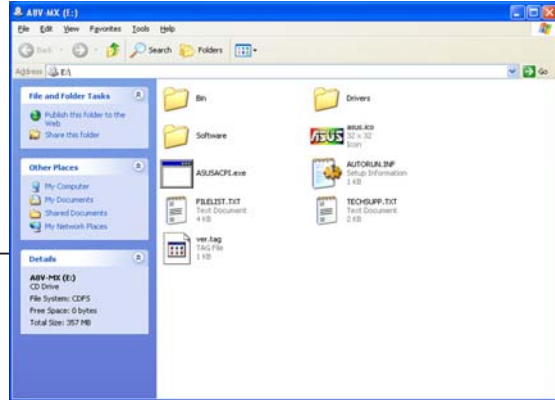 A8V-MX (E:)
File Edit View Favorites Tools Help
Back Search Folders
Address E:\ Go
File and Folder Tasks
Publish this folder to the
Web
Share this folder
Other Places
My Computer
My Documents
Shared Documents
My Network Places
Details
A8V-MX (E:)
CD Drive
File System: CDFS
Free Space: 0 bytes
Total Size: 357 MB
Bin
Drivers
Software
ASUS
asus.ico
32 x 32
Icon
ASUSACPI.exe
AUTORUN.INF
Setup Information
1 KB
FILELIST.TXT
Text Document
4 KB
TECHSUPP.TXT
Text Document
2 KB
ver.tag
TAG File
1 KB